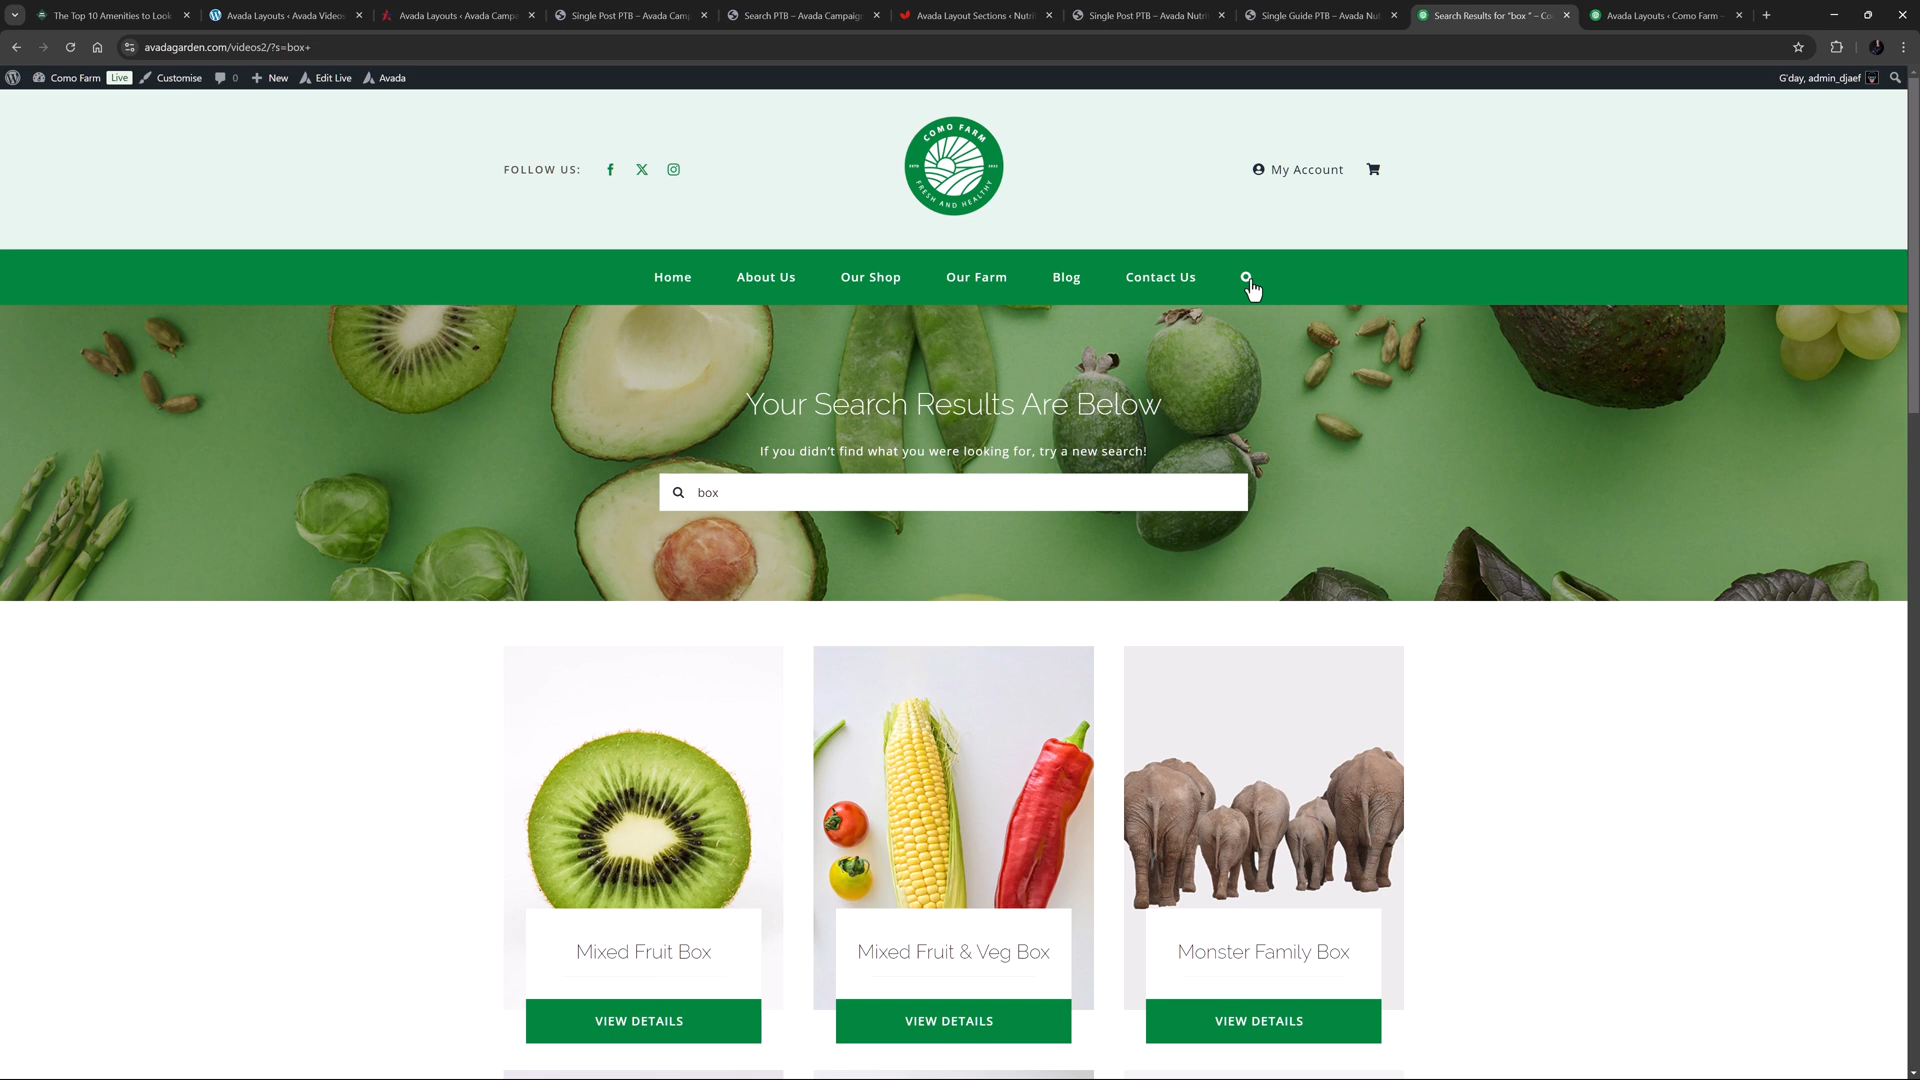 The Top 10 Amenities to Look
Avada Layouts ‹ Avada Videos
Avada Layouts ‹ Avada Campa
Single Post PTB – Avada Cam
Search PTB – Avada Campaig
Avada Layout Sections ‹ Nutri
Single Post PTB – Avada Nutri
Single Guide PTB – Avada Nu
Search Results for "box " – Co
Avada Layouts ‹ Como Farm –
avadagarden.com/videos2/?s=box+
Como Farm
Live
Customise
0
New
Edit Live
Avada
G'day, admin_djaef
FOLLOW US:
COMO FARM
FRESH AND HEALTHY
My Account
Home
About Us
Our Shop
Our Farm
Blog
Contact Us
Your Search Results Are Below
If you didn't find what you were looking for, try a new search!
box
Mixed Fruit Box
VIEW DETAILS
Mixed Fruit & Veg Box
VIEW DETAILS
Monster Family Box
VIEW DETAILS